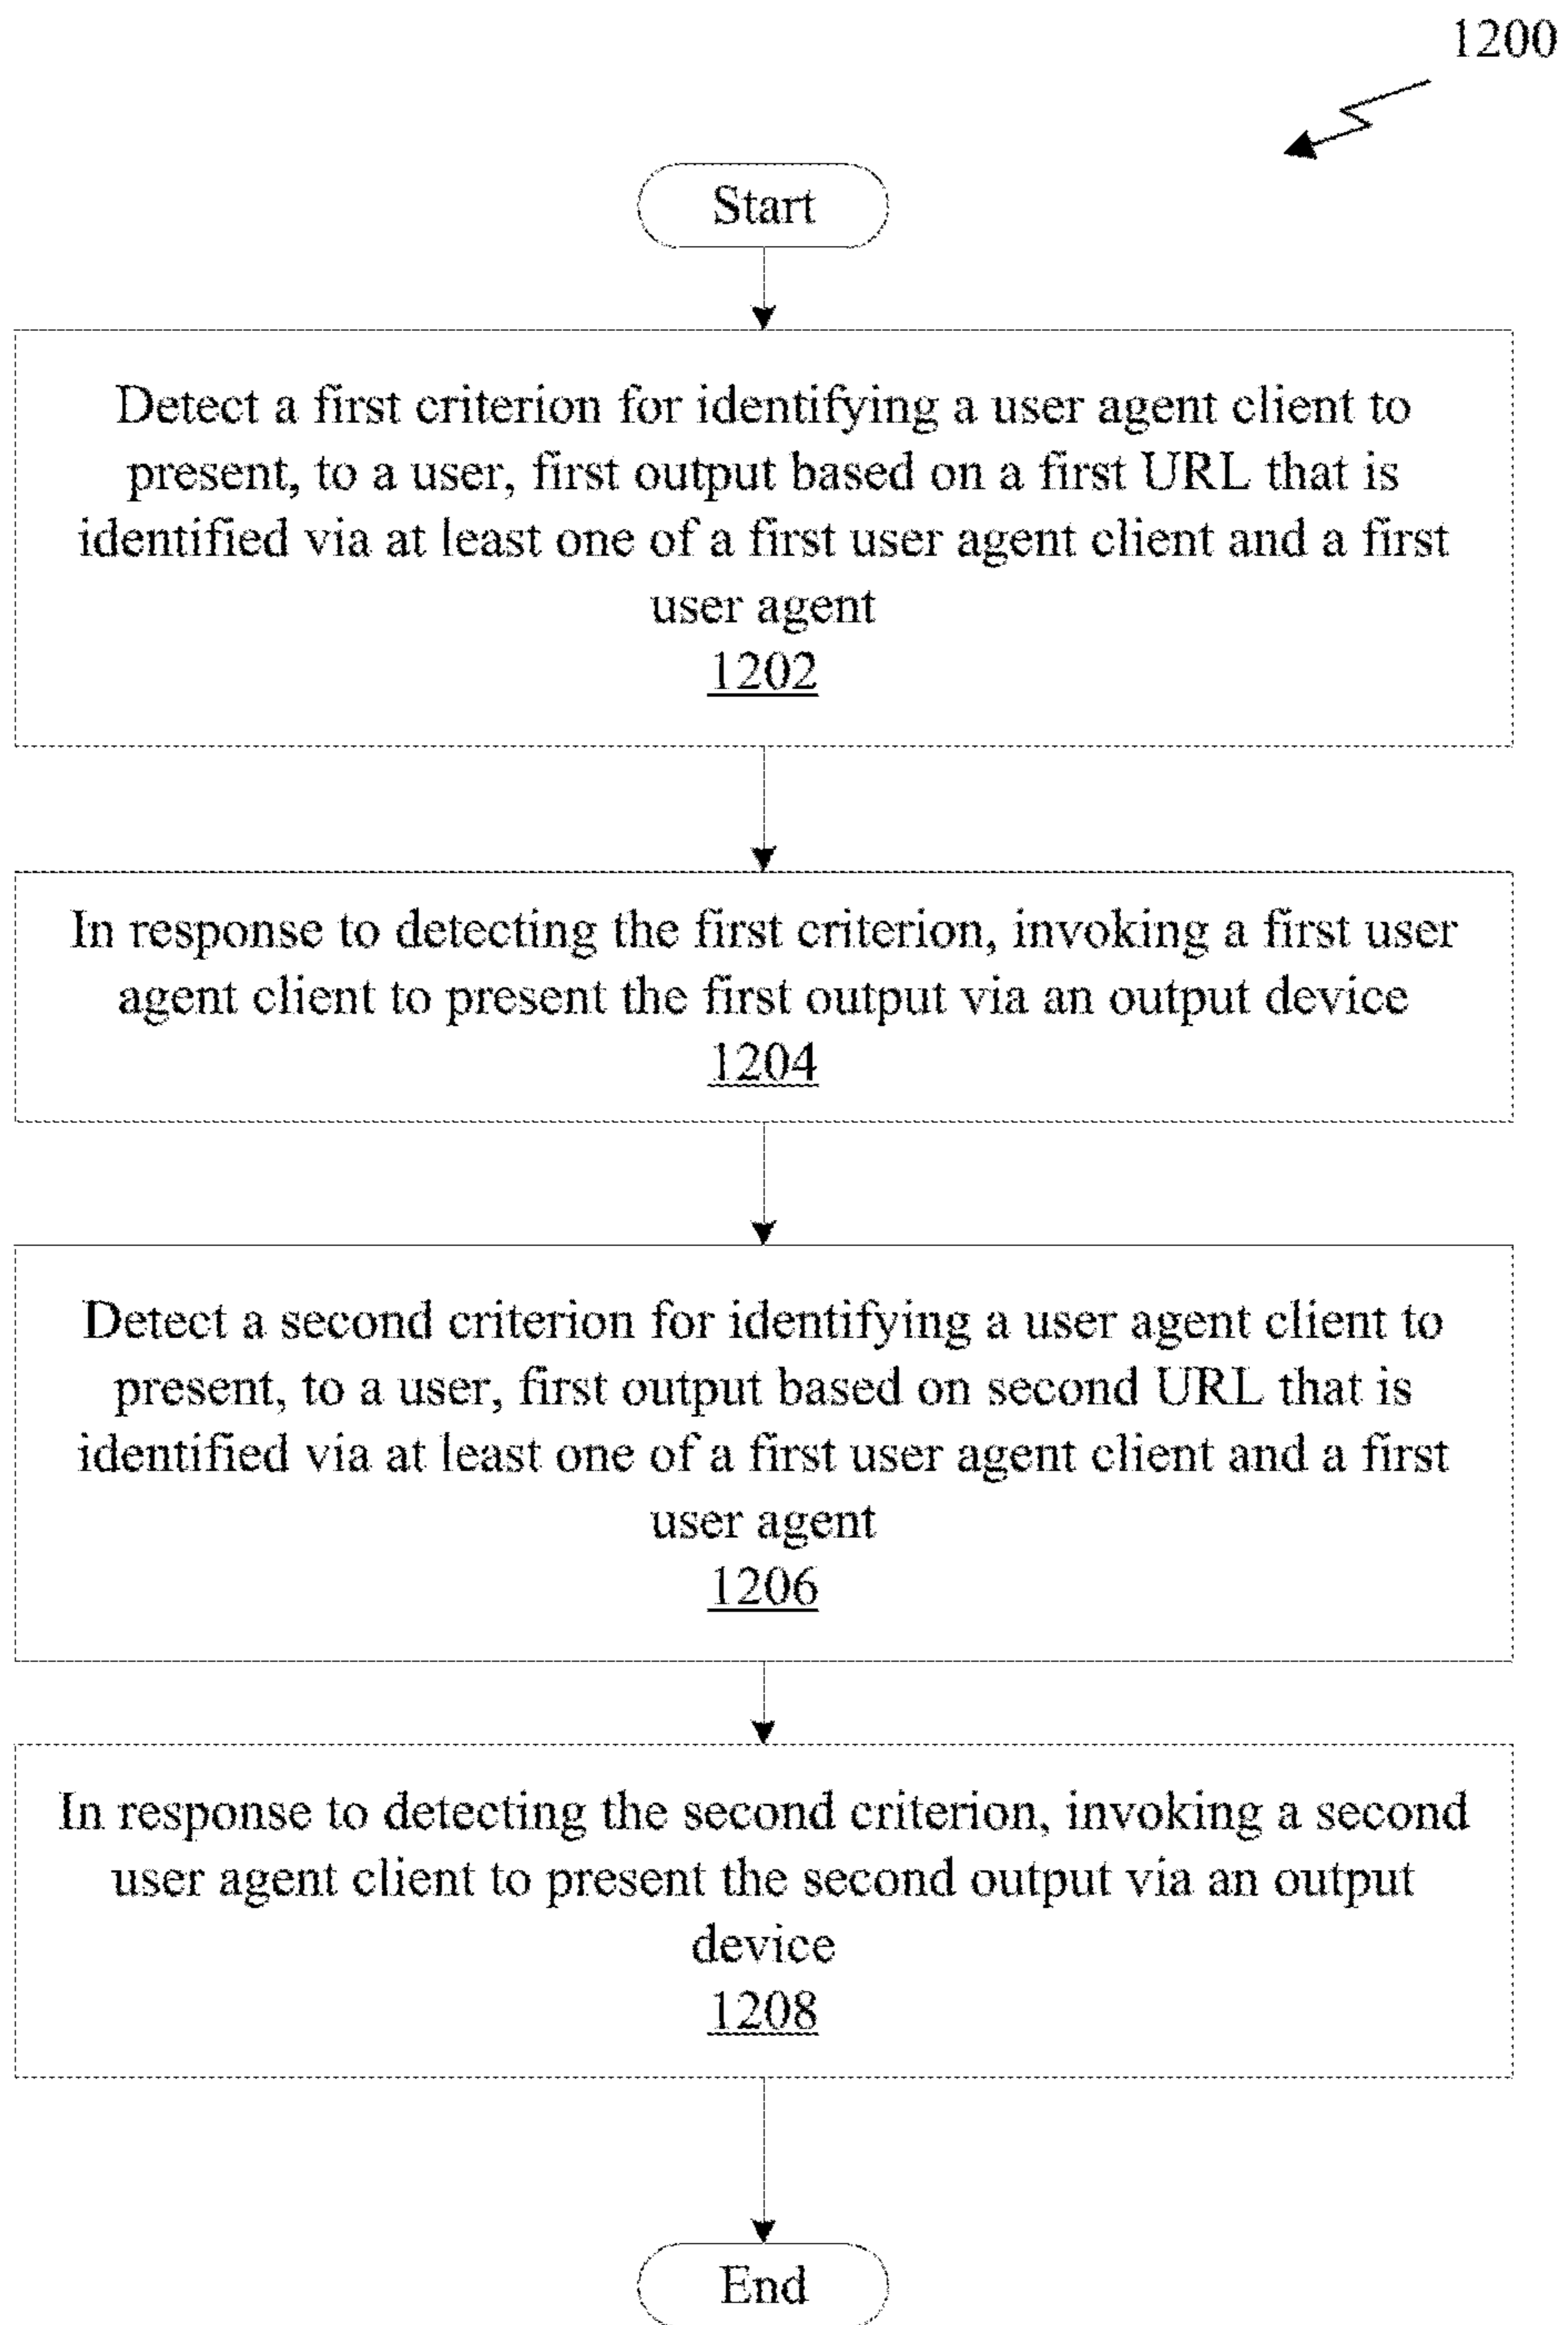 1200
Start
Detect a first criterion for identifying a user agent client to
present, to a user, first output based on a first URL that is
identified via at least one of a first user agent client and a first
user agent
1202
In response to detecting the first criterion, invoking a first user
agent client to present the first output via an output device
1204
Detect a second criterion for identifying a user agent client to
present, to a user, first output based on second URL that is
identified via at least one of a first user agent client and a first
user agent
1206
In response to detecting the second criterion, invoking a second
user agent client to present the second output via an output
device
1208
End